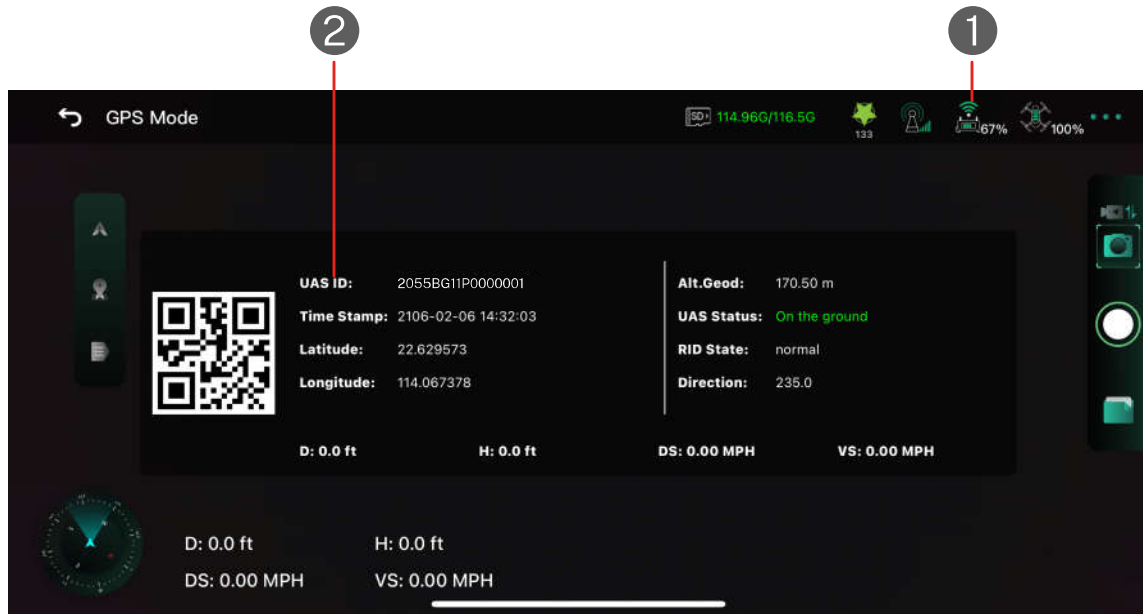 2
1
GPS Mode
SD 114.96G/116.5G
133
67%
100%
UAS ID: 2055BG11P0000001
Time Stamp: 2106-02-06 14:32:03
Latitude: 22.629573
Longitude: 114.067378
Alt.Geod: 170.50 m
UAS Status: On the ground
RID State: normal
Direction: 235.0
D: 0.0 ft H: 0.0 ft DS: 0.00 MPH VS: 0.00 MPH
D: 0.0 ft H: 0.0 ft
DS: 0.00 MPH VS: 0.00 MPH